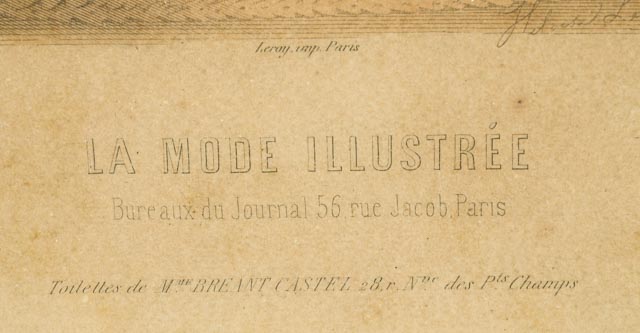 Leroy, imp. Paris
LA MODE ILLUSTRÉE
Bureaux du Journal 56, rue Jacob, Paris
Toilettes de Mme BREANT-CASTEL 28, r. Nve des Pts Champs